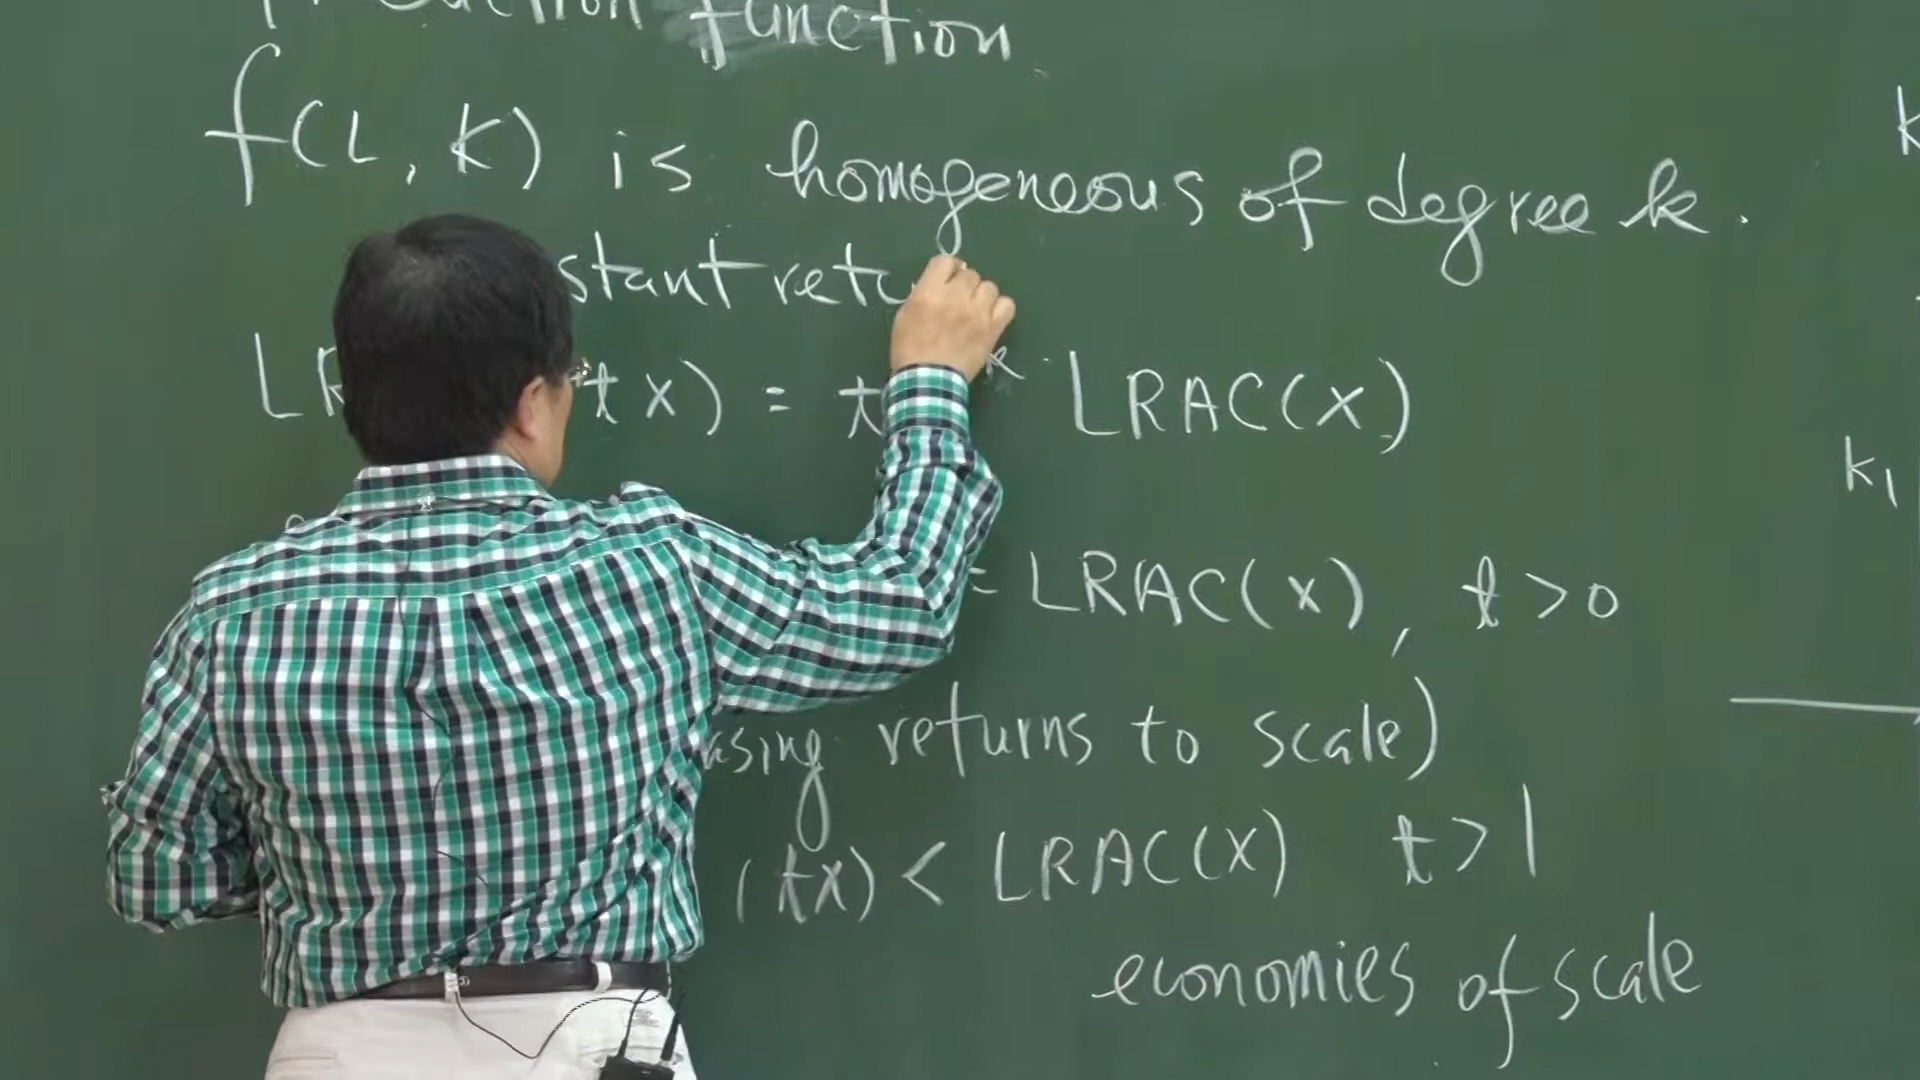 function
f(L, K) is homogeneous of degree k.
stant retu
tx) = t LRAC(x)
= LRAC(x), t > 0
asing returns to scale)
(tx) < LRAC(x) t > 1
economies of scale
k
k1